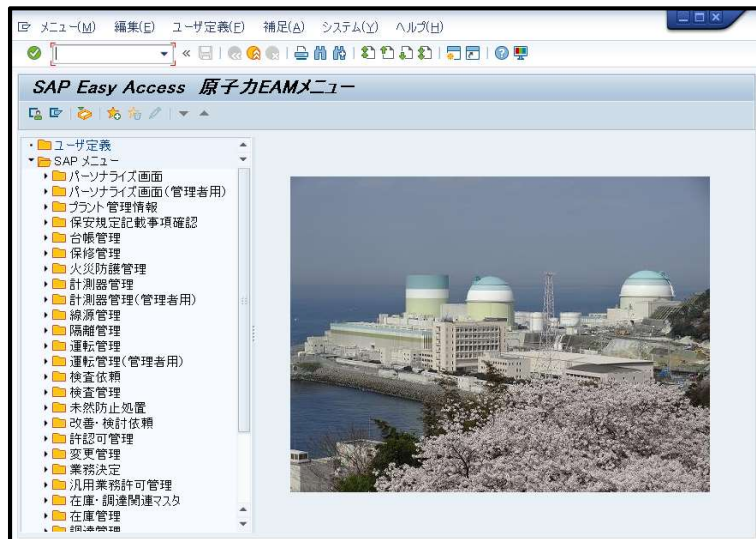 メニュー(M) 編集(E) ユーザ定義(F) 補足(A) システム(Y) ヘルプ(H)
SAP Easy Access 原子力EAMメニュー
ユーザ定義
SAP メニュー
パーソナライズ画面
パーソナライズ画面(管理者用)
プラント管理情報
保安規定記載事項確認
台帳管理
保修管理
火災防護管理
計測器管理
計測器管理(管理者用)
線源管理
隔離管理
運転管理
運転管理(管理者用)
検査依頼
検査管理
未然防止処置
改善・検討依頼
許認可管理
変更管理
業務決定
汎用業務許可管理
在庫・調達関連マスタ
在庫管理
調達管理